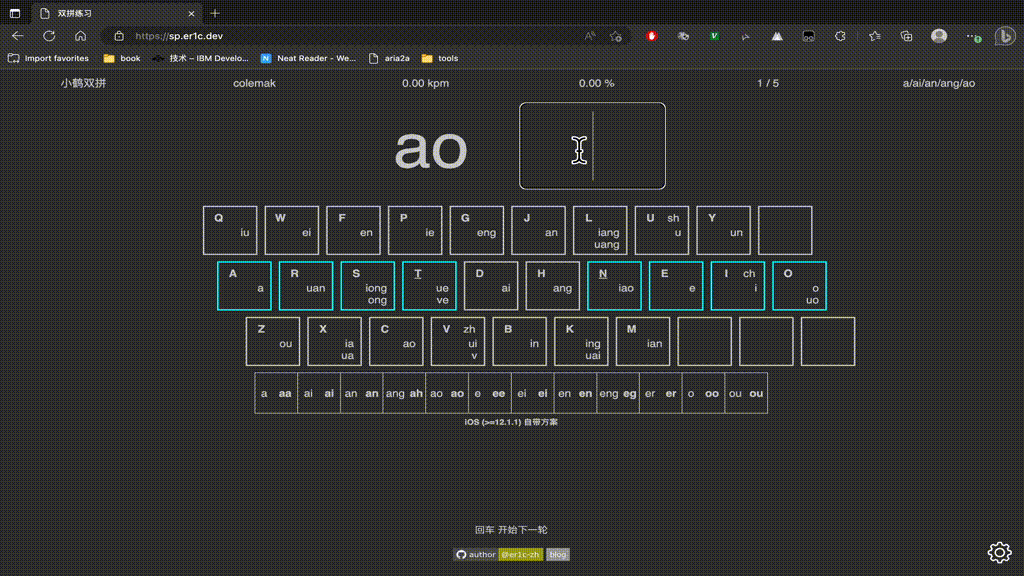 双拼练习
https://sp.er1c.dev
Import favorites book 技术 – IBM Develo... Neat Reader - We... aria2a tools
小鹤双拼 colemak 0.00 kpm 0.00 % 1 / 5 a/ai/an/ang/ao
ao
Q iu W ei F en P ie G eng J an L iang uang U sh u Y un
A a R uan S iong ong T ue ve D ai H ang N iao E e I ch i O o uo
Z ou X ia ua C ao V zh ui v B in K ing uai M ian
a aa ai ai an an ang ah ao ao e ee ei ei en en eng eg er er o oo ou ou
iOS (>=12.1.1) 自带方案
回车 开始下一轮
author @er1c-zh blog